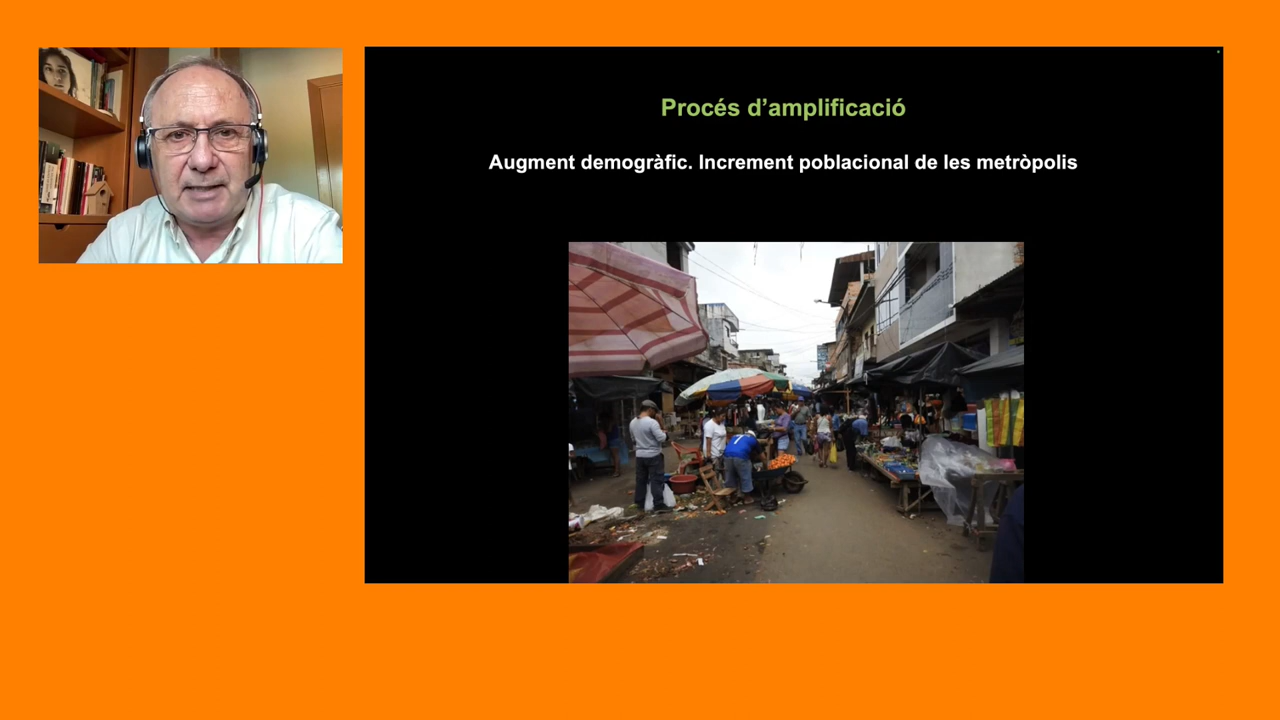 Procés d’amplificació
Augment demogràfic. Increment poblacional de les metròpolis